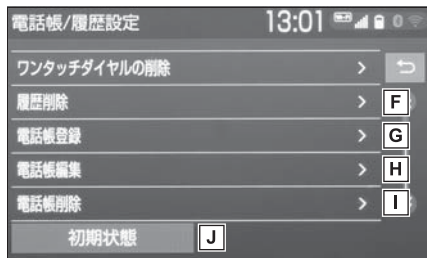 電話帳/履歴設定 13:01
ワンタッチダイヤルの削除
履歴削除 F
電話帳登録 G
電話帳編集 H
電話帳削除 I
初期状態 J